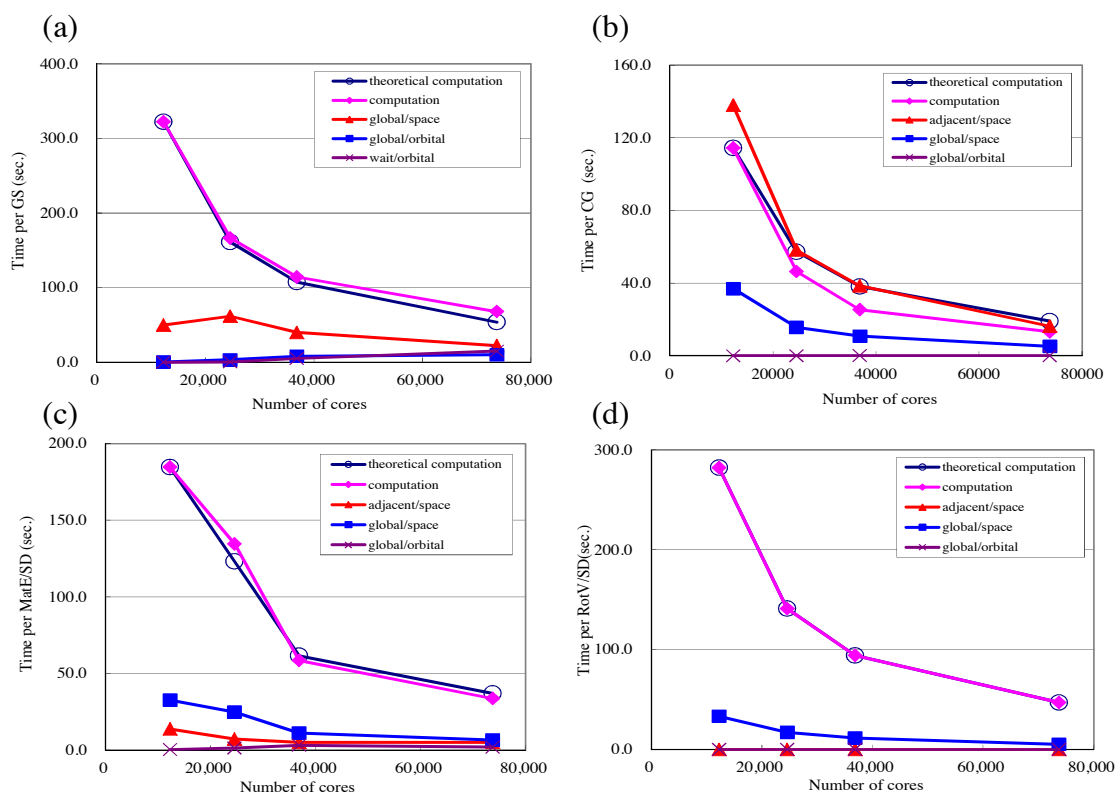 (a)
400.0
300.0
200.0
100.0
0.0
Time per GS (sec.)
theoretical computation
computation
global/space
global/orbital
wait/orbital
0
20,000
40,000
60,000
80,000
Number of cores
(b)
160.0
120.0
80.0
40.0
0.0
Time per CG (sec.)
theoretical computation
computation
adjacent/space
global/space
global/orbital
0
20000
40000
60000
80000
Number of cores
(c)
200.0
150.0
100.0
50.0
0.0
Time per MatE/SD (sec.)
theoretical computation
computation
adjacent/space
global/space
global/orbital
0
20,000
40,000
60,000
80,000
Number of cores
(d)
300.0
200.0
100.0
0.0
Time per RotV/SD(sec.)
theoretical computation
computation
adjacent/space
global/space
global/orbital
0
20,000
40,000
60,000
80,000
Number of cores